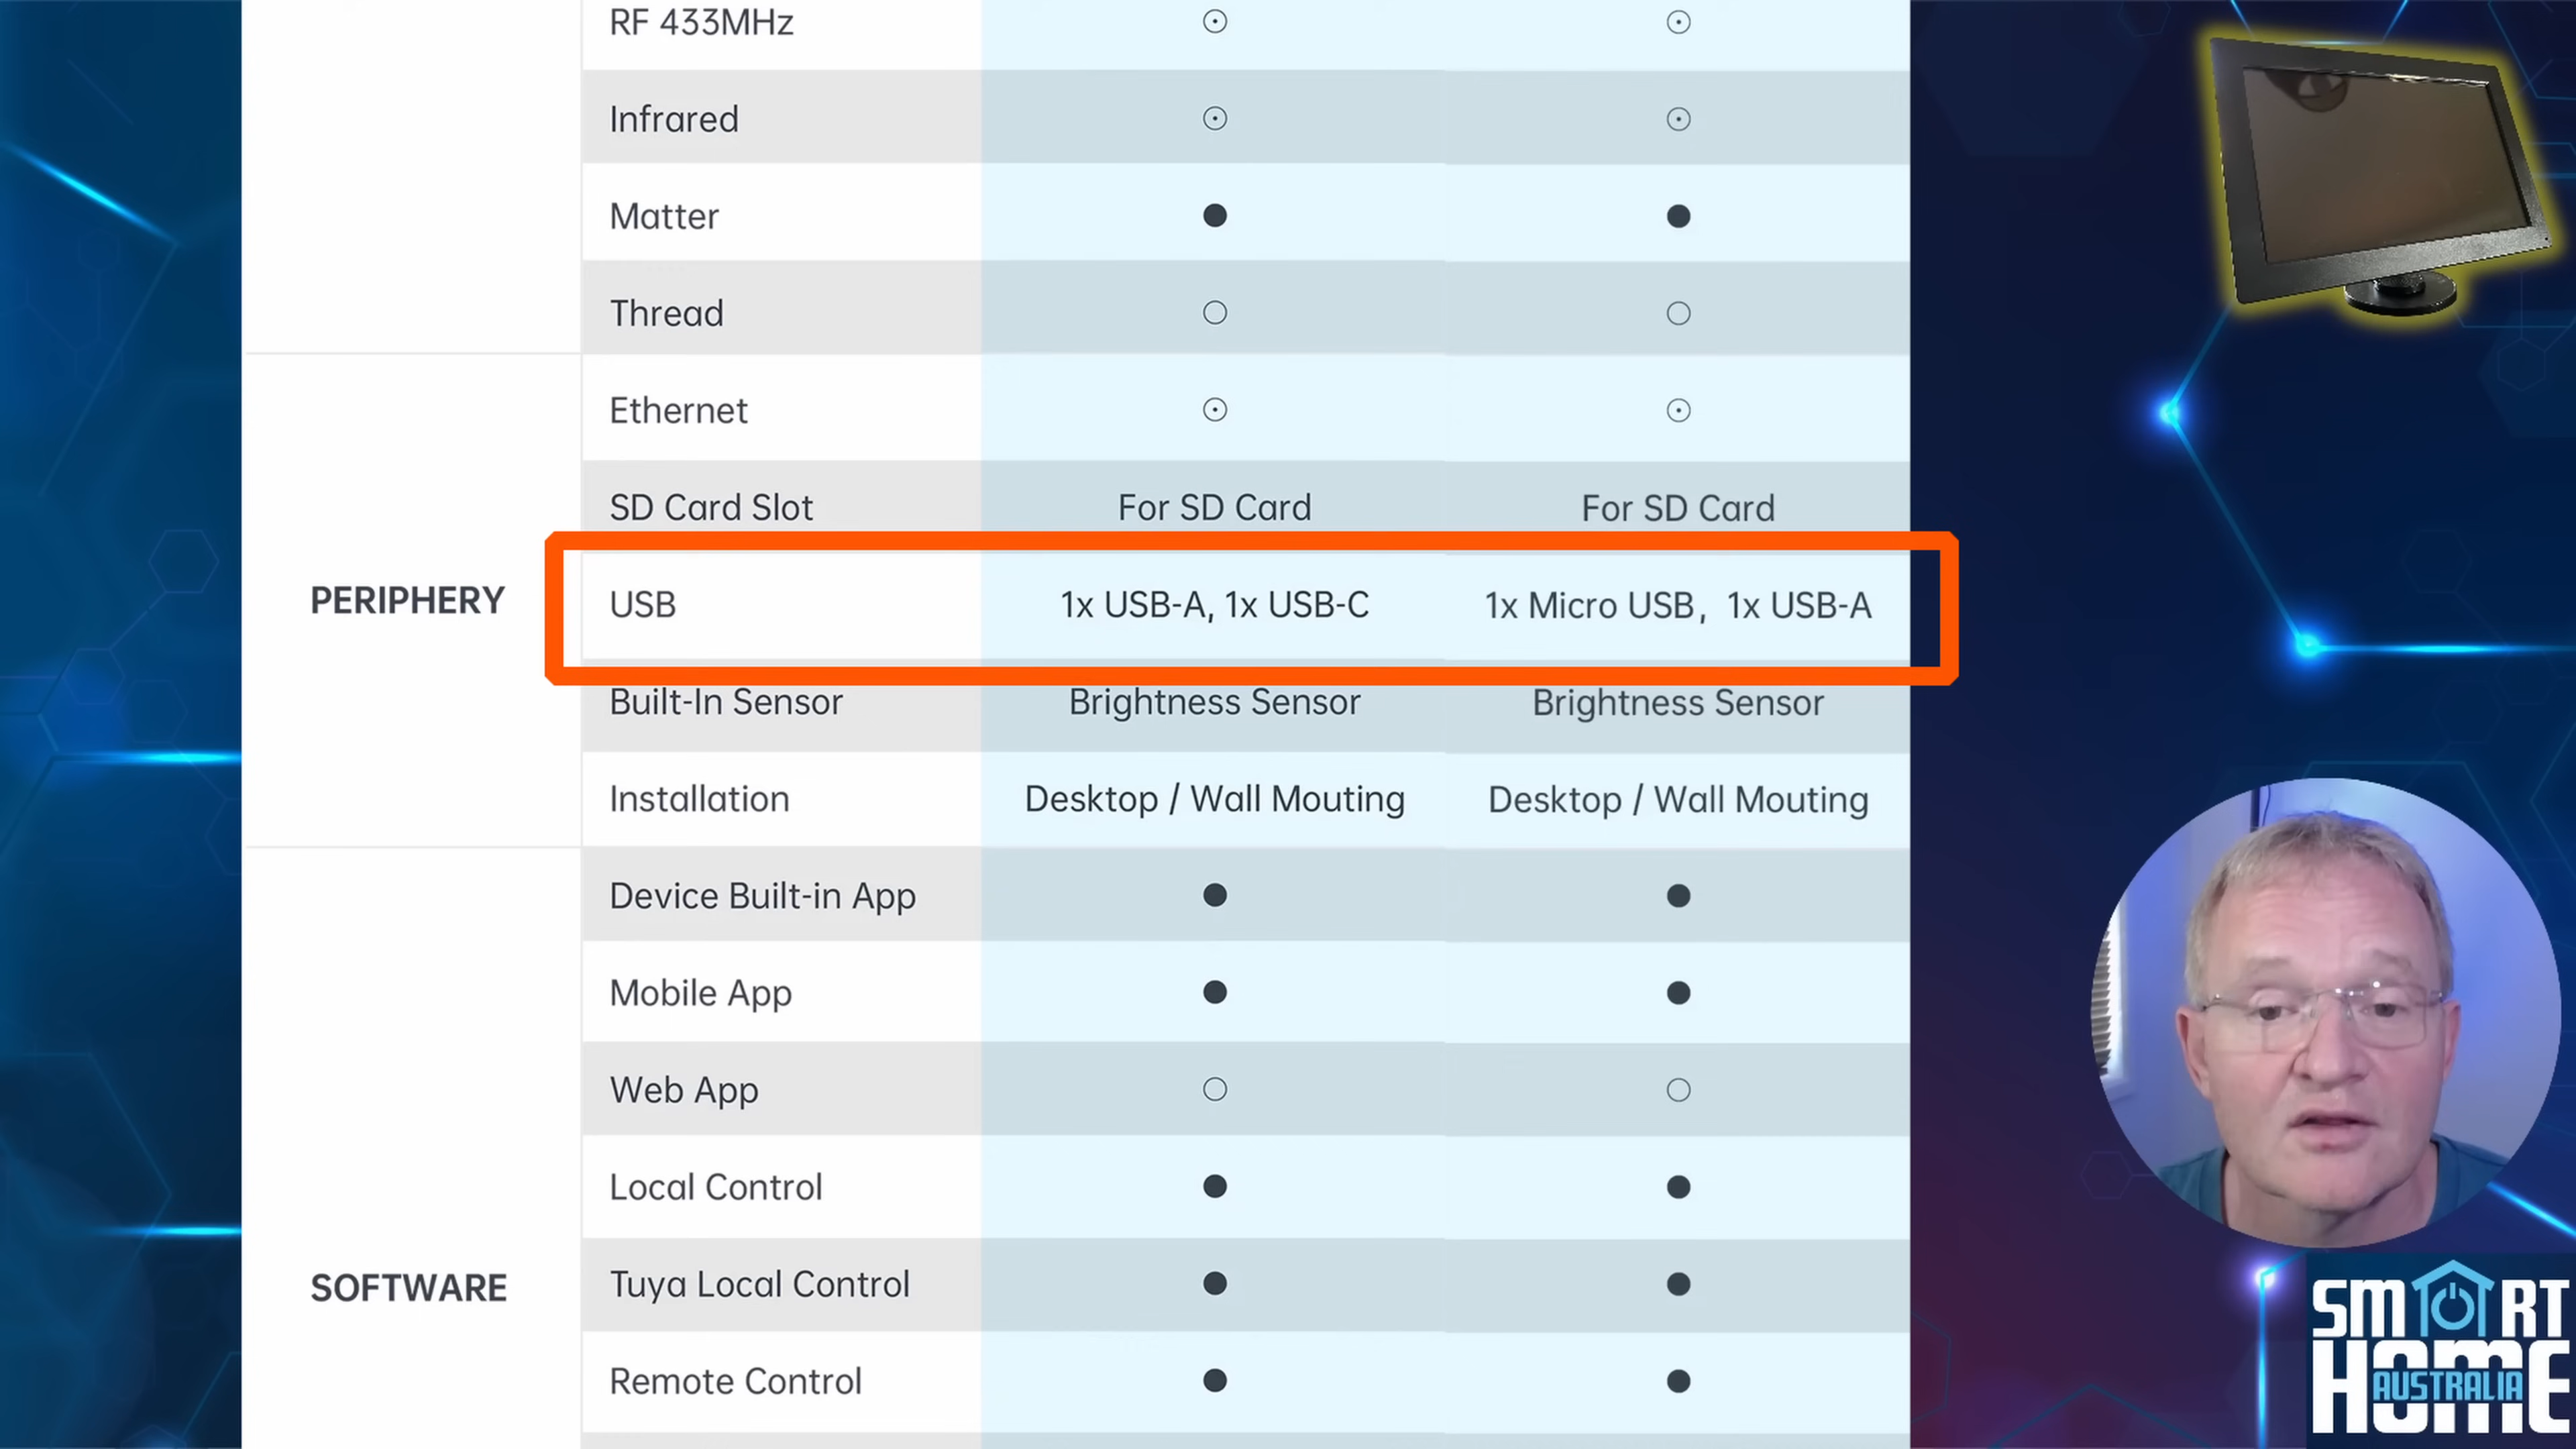 RF 433MHz
Infrared
Matter
Thread
Ethernet
SD Card Slot For SD Card For SD Card
PERIPHERY USB 1x USB-A, 1x USB-C 1x Micro USB, 1x USB-A
Built-In Sensor Brightness Sensor Brightness Sensor
Installation Desktop / Wall Mouting Desktop / Wall Mouting
Device Built-in App
Mobile App
Web App
Local Control
SOFTWARE Tuya Local Control
Remote Control
SMART
HOME
AUSTRALIA